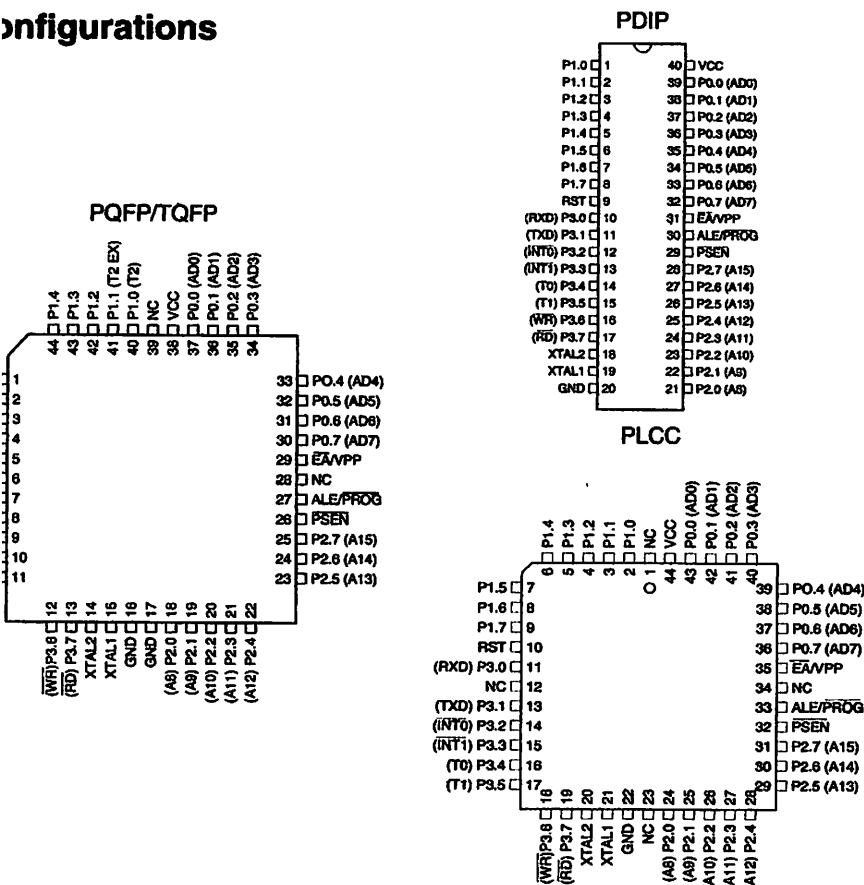 onfigurations
PDIP
P1.0 1 40 VCC
P1.1 2 39 P0.0 (AD0)
P1.2 3 38 P0.1 (AD1)
P1.3 4 37 P0.2 (AD2)
P1.4 5 36 P0.3 (AD3)
P1.5 6 35 P0.4 (AD4)
P1.6 7 34 P0.5 (AD5)
P1.7 8 33 P0.6 (AD6)
RST 9 32 P0.7 (AD7)
(RXD) P3.0 10 31 EA/VPP
(TXD) P3.1 11 30 ALE/PROG
(INT0) P3.2 12 29 PSEN
(INT1) P3.3 13 28 P2.7 (A15)
(T0) P3.4 14 27 P2.6 (A14)
(T1) P3.5 15 26 P2.5 (A13)
(WR) P3.6 16 25 P2.4 (A12)
(RD) P3.7 17 24 P2.3 (A11)
XTAL2 18 23 P2.2 (A10)
XTAL1 19 22 P2.1 (A9)
GND 20 21 P2.0 (A8)
PQFP/TQFP
P1.4 P1.3 P1.2 P1.1 (T2 EX) P1.0 (T2) NC VCC P0.0 (AD0) P0.1 (AD1) P0.2 (AD2) P0.3 (AD3)
44 43 42 41 40 39 38 37 36 35 34
1 33 PO.4 (AD4)
2 32 P0.5 (AD5)
3 31 P0.6 (AD6)
4 30 P0.7 (AD7)
5 29 EA/VPP
6 28 NC
7 27 ALE/PROG
8 26 PSEN
9 25 P2.7 (A15)
10 24 P2.6 (A14)
11 23 P2.5 (A13)
12 13 14 15 16 17 18 19 20 21 22
(WR)P3.6 (RD) P3.7 XTAL2 XTAL1 GND GND (A8) P2.0 (A9) P2.1 (A10) P2.2 (A11) P2.3 (A12) P2.4
PLCC
P1.4 P1.3 P1.2 P1.1 P1.0 NC VCC P0.0 (AD0) P0.1 (AD1) P0.2 (AD2) P0.3 (AD3)
6 5 4 3 2 1 44 43 42 41 40
P1.5 7 39 PO.4 (AD4)
P1.6 8 38 P0.5 (AD5)
P1.7 9 37 P0.6 (AD6)
RST 10 36 P0.7 (AD7)
(RXD) P3.0 11 35 EA/VPP
NC 12 34 NC
(TXD) P3.1 13 33 ALE/PROG
(INT0) P3.2 14 32 PSEN
(INT1) P3.3 15 31 P2.7 (A15)
(T0) P3.4 16 30 P2.6 (A14)
(T1) P3.5 17 29 P2.5 (A13)
18 19 20 21 22 23 24 25 26 27 28
(WR)P3.6 (RD) P3.7 XTAL2 XTAL1 GND NC (A8) P2.0 (A9) P2.1 A10) P2.2 A11) P2.3 A12) P2.4